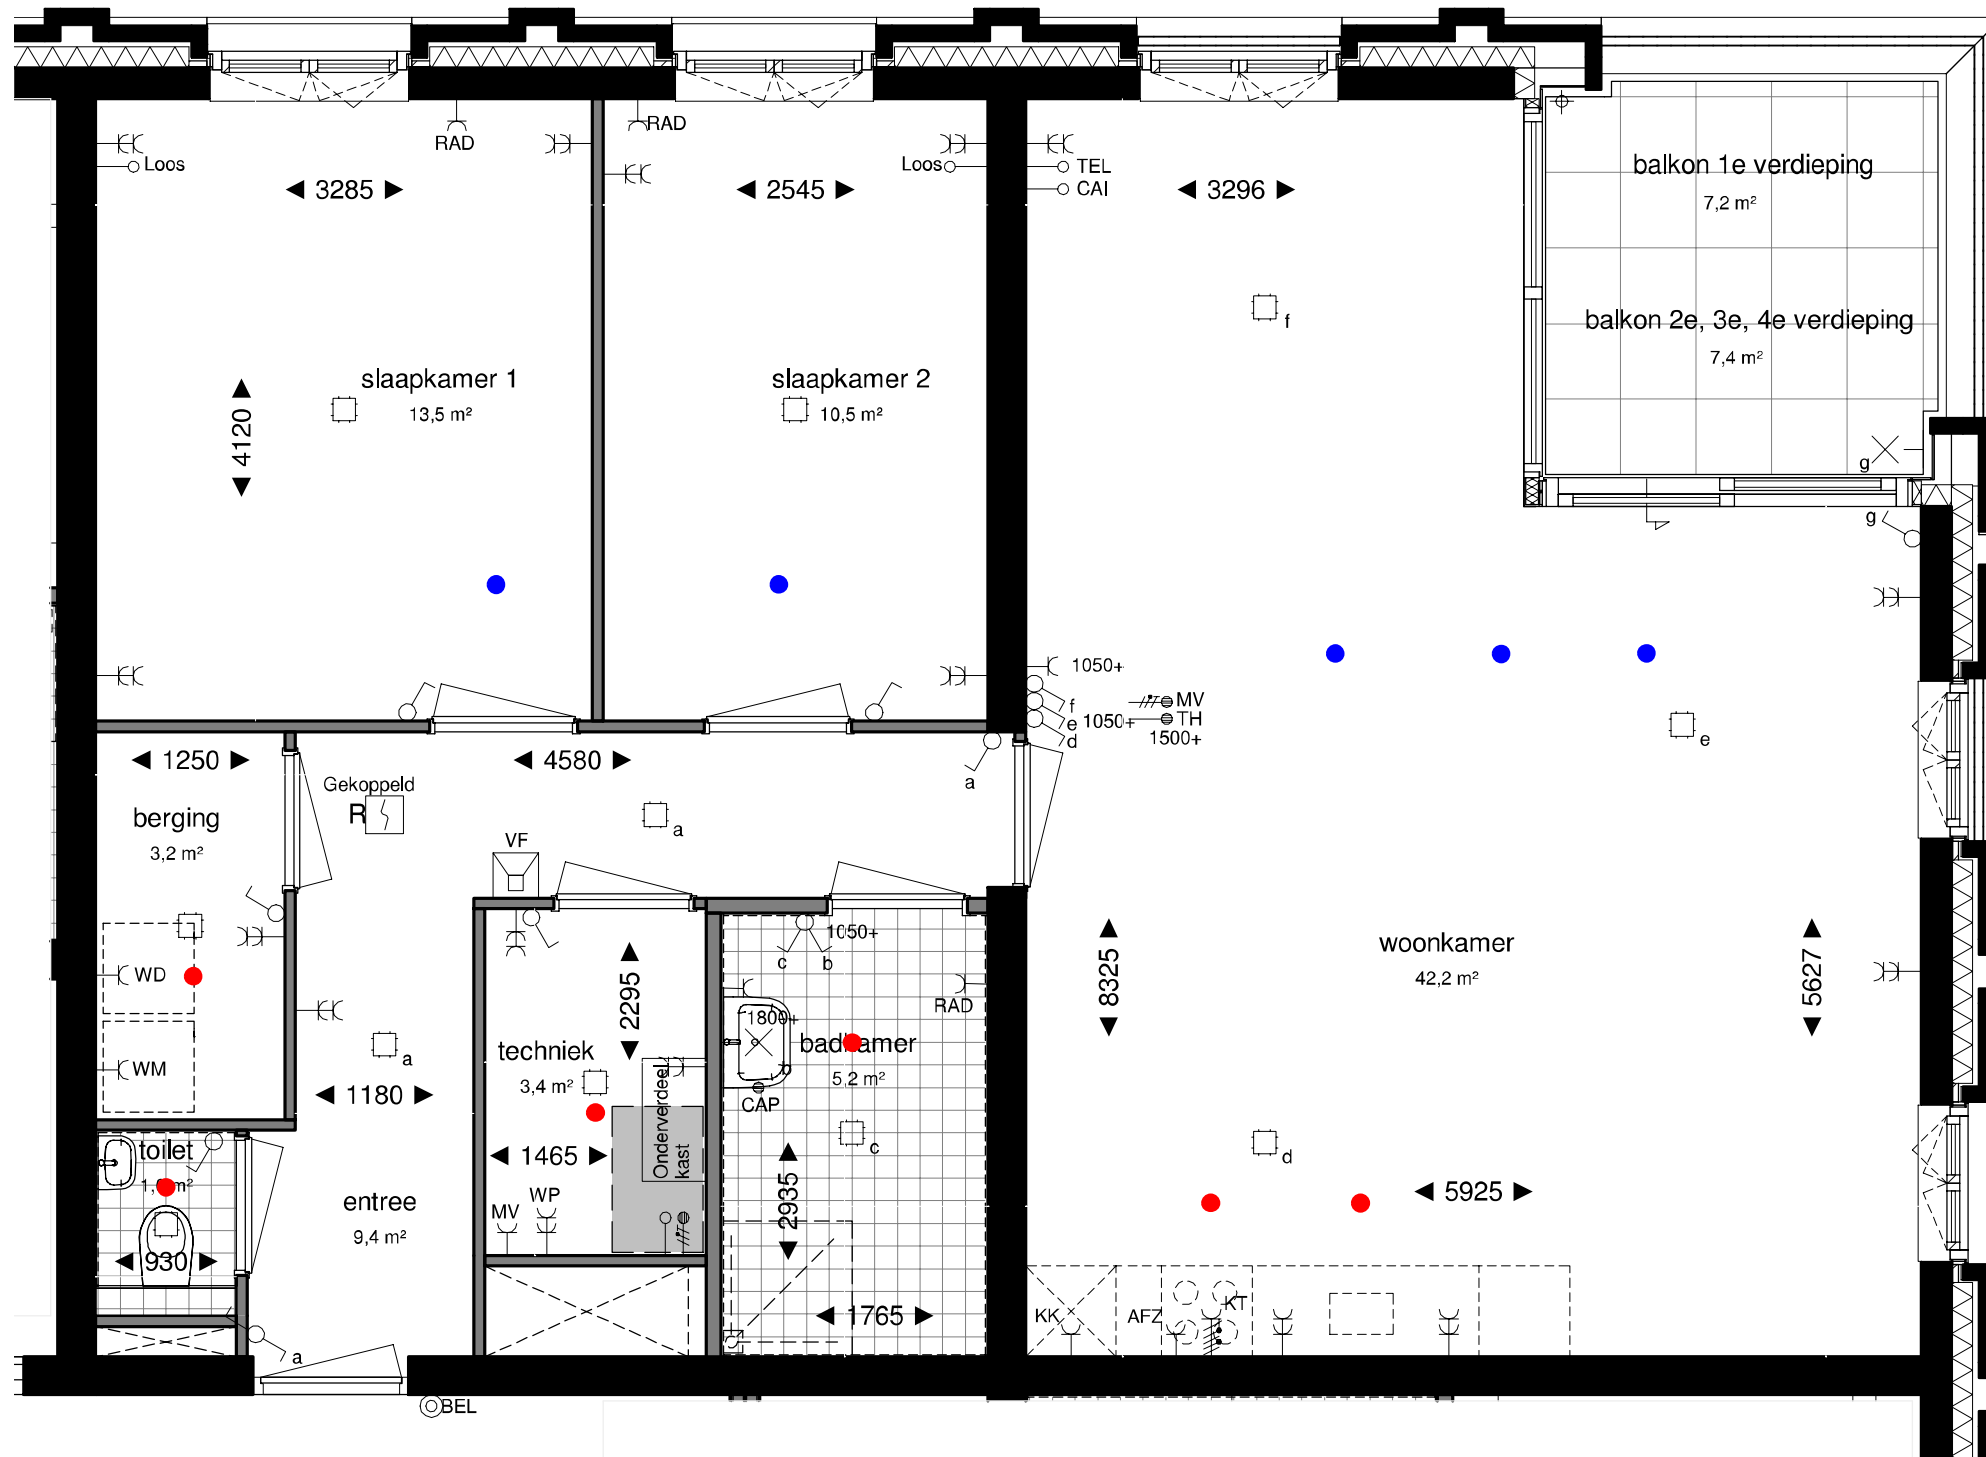 RAD
RAD
Loos
Loos
TEL
CAI
3285
2545
3296
balkon 1e verdieping
7,2 m²
balkon 2e, 3e, 4e verdieping
7,4 m²
f
slaapkamer 1
13,5 m²
slaapkamer 2
10,5 m²
4120
g
g
1050+
f
e
1050+
d
MV
TH
1500+
e
1250
4580
a
Gekoppeld
R
berging
3,2 m²
a
VF
1050+
c
b
WD
2295
RAD
8325
woonkamer
42,2 m²
5627
1800+
techniek
3,4 m²
badkamer
5,2 m²
b
a
WM
1180
CAP
Onderverdeel
kast
c
toilet
m²
1465
d
2935
5925
entree
9,4 m²
MV
WP
930
1765
KK
AFZ
KT
a
BEL